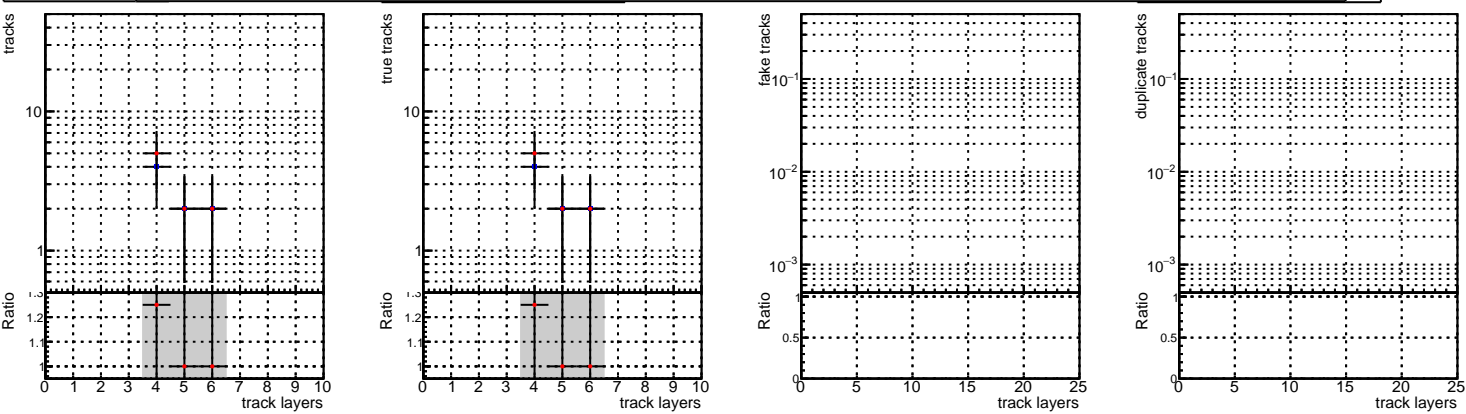 tracks
10
1
Ratio
1.3
1.2
1.1
1
0 1 2 3 4 5 6 7 8 9 10
track layers
true tracks
10
1
Ratio
1.3
1.2
1.1
1
0 1 2 3 4 5 6 7 8 9 10
track layers
fake tracks
10−1
10−2
10−3
Ratio
1
0.5
0
0 5 10 15 20 25
track layers
duplicate tracks
10−1
10−2
10−3
Ratio
1
0.5
0
0 5 10 15 20 25
track layers